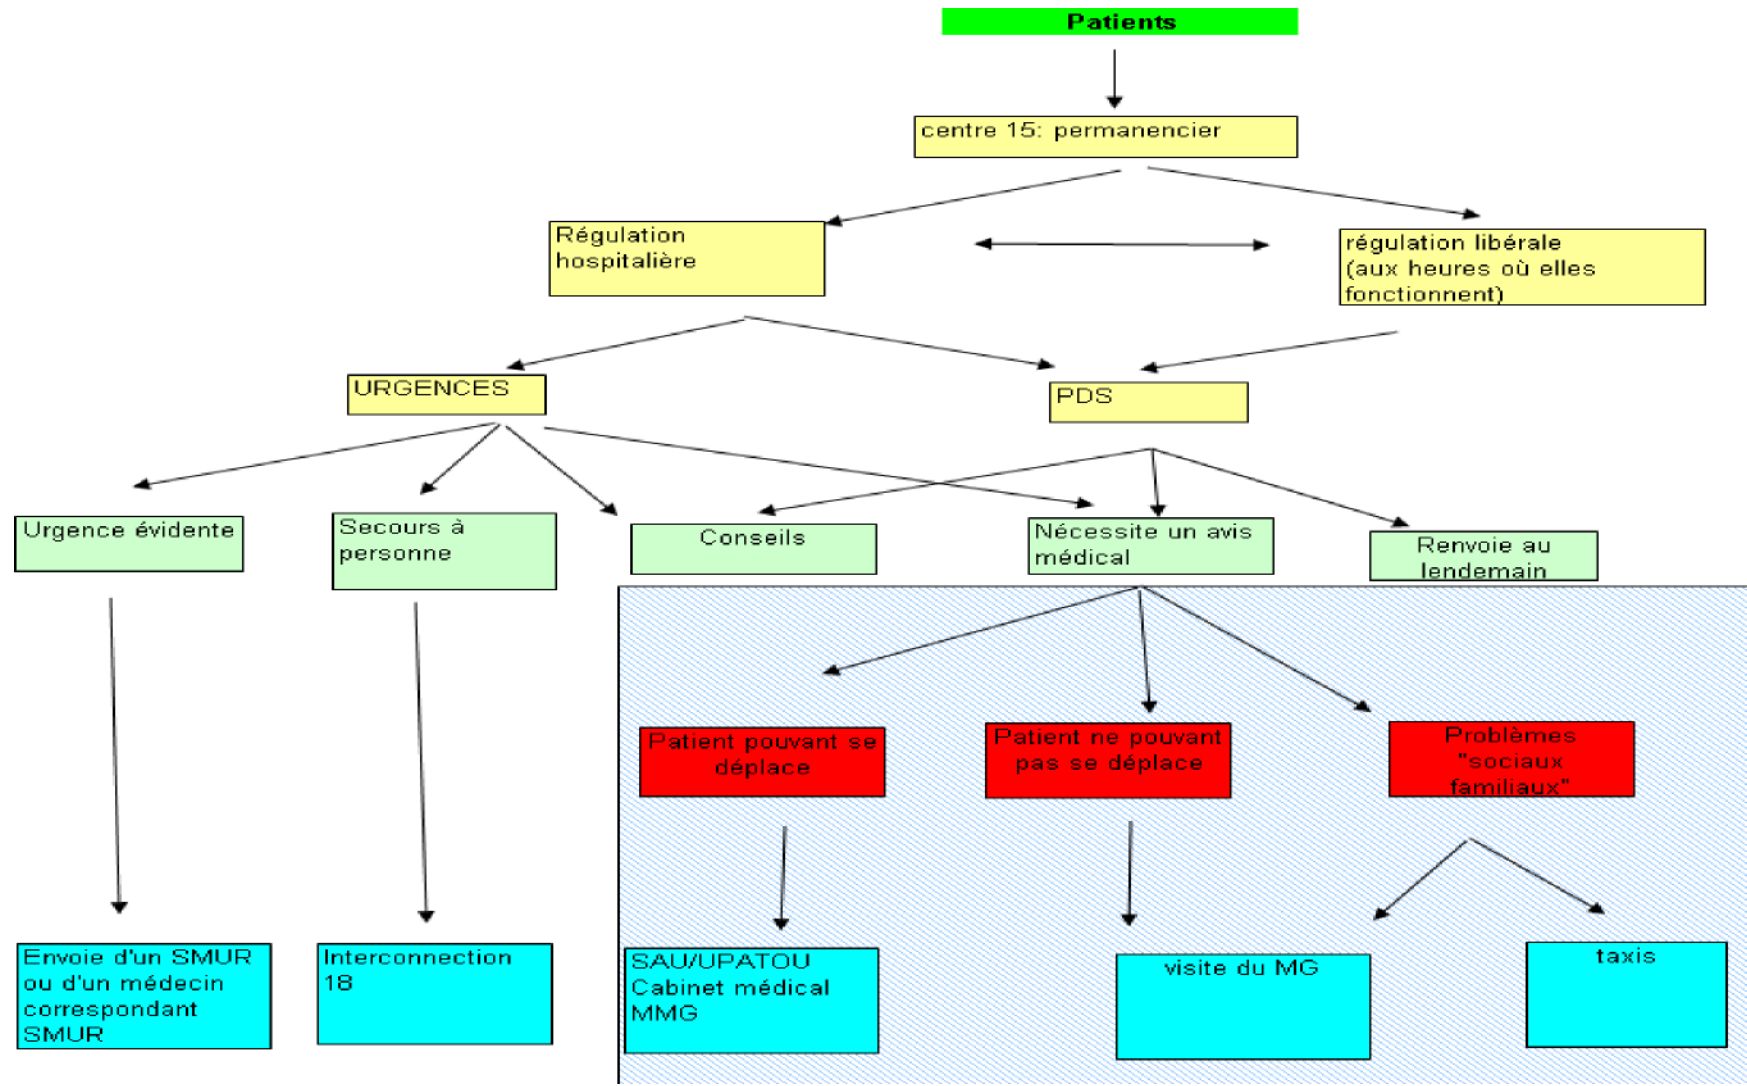 Patients
centre 15: permanencier
Régulation
hospitalière
régulation libérale
(aux heures où elles
fonctionnent)
URGENCES
PDS
Urgence évidente
Secours à
personne
Conseils
Nécessite un avis
médical
Renvoie au
lendemain
Patient pouvant se
déplace
Patient ne pouvant
pas se déplace
Problèmes
"sociaux
familiaux"
Envoie d'un SMUR
ou d'un médecin
correspondant
SMUR
Interconnection
18
SAU/UPATOU
Cabinet médical
MMG
visite du MG
taxis